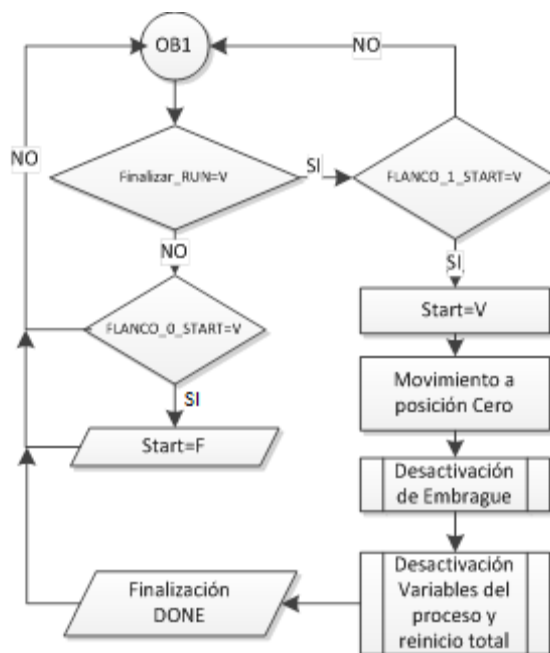 OB1
NO
NO
Finalizar_RUN=V
SI
FLANCO_1_START=V
NO
SI
FLANCO_0_START=V
Start=V
SI
Movimiento a
posición Cero
Start=F
Desactivación
de Embrague
Desactivación
Variables del
proceso y
reinicio total
Finalización
DONE